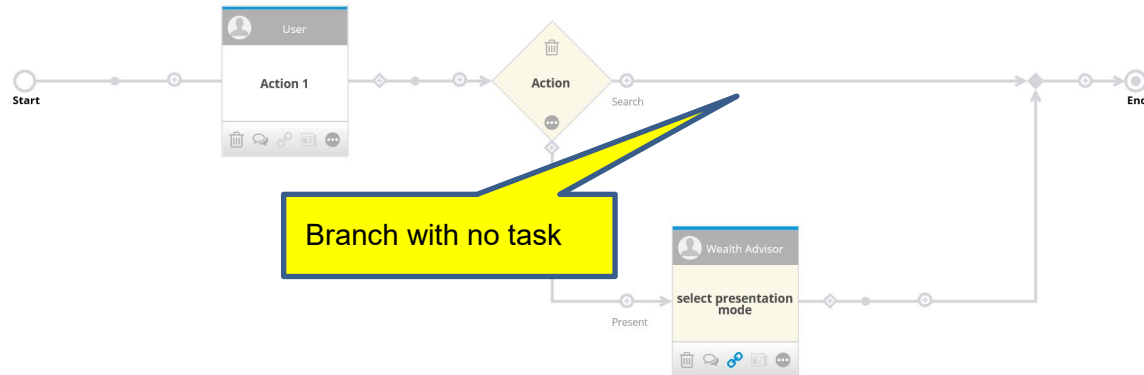 User
Action 1
Action
Search
Start
End
Branch with no task
Wealth Advisor
select presentation
mode
Present